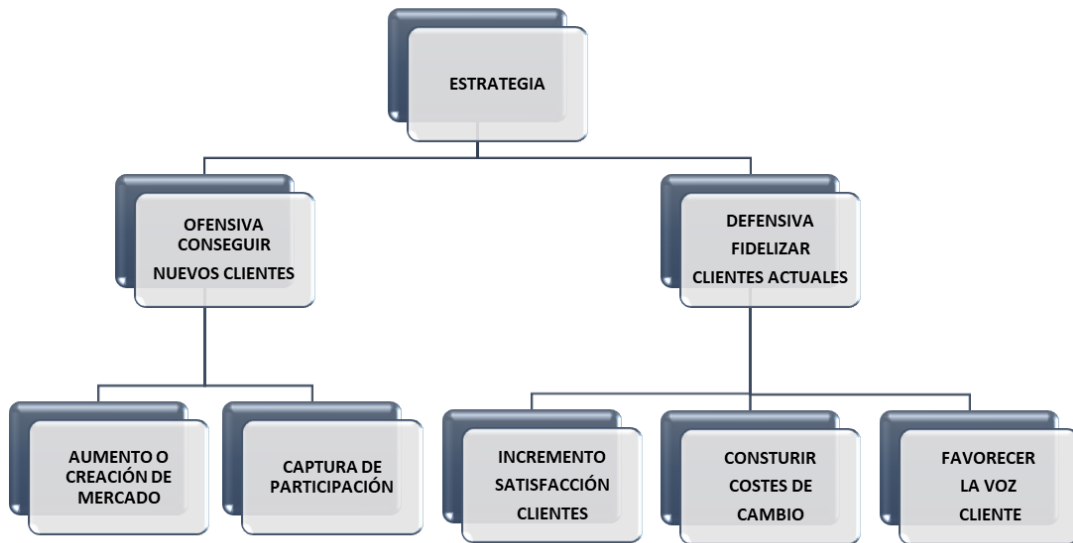 ESTRATEGIA
OFENSIVA
CONSEGUIR
NUEVOS CLIENTES
DEFENSIVA
FIDELIZAR
CLIENTES ACTUALES
AUMENTO O
CREACIÓN DE
MERCADO
CAPTURA DE
PARTICIPACIÓN
INCREMENTO
SATISFACCIÓN
CLIENTES
CONSTURIR
COSTES DE
CAMBIO
FAVORECER
LA VOZ
CLIENTE